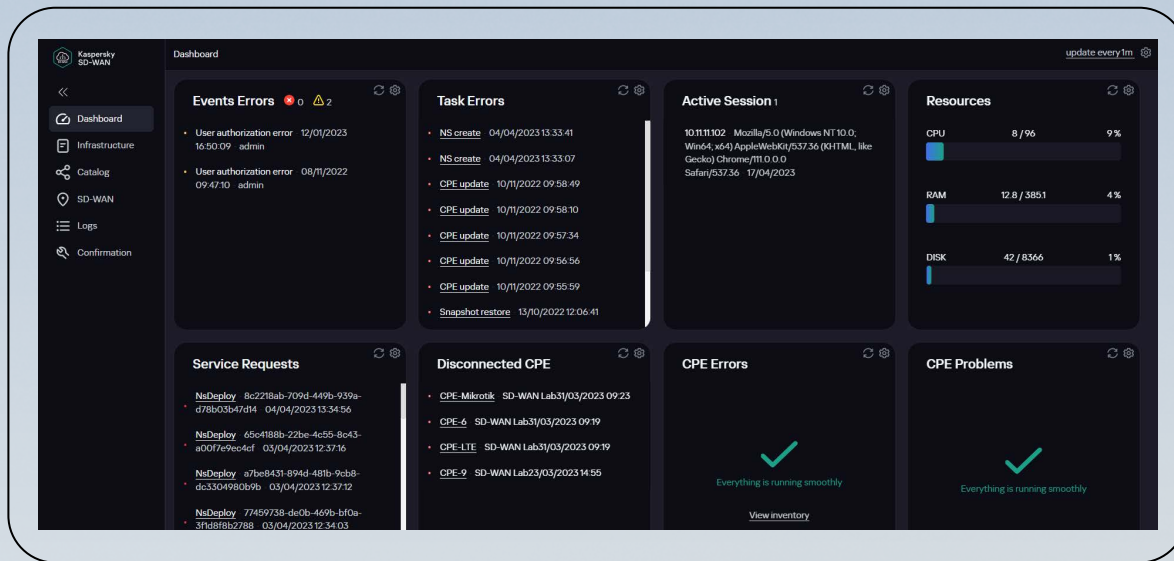 Kaspersky
SD-WAN
Dashboard
update every 1m
Dashboard
Infrastructure
Catalog
SD-WAN
Logs
Confirmation
Events Errors 0 2
User authorization error 12/01/2023
16:50:09 admin
User authorization error 08/11/2022
09:47:10 admin
Task Errors
NS create 04/04/2023 13:33:41
NS create 04/04/2023 13:33:07
CPE update 10/11/2022 09:58:49
CPE update 10/11/2022 09:58:10
CPE update 10/11/2022 09:57:34
CPE update 10/11/2022 09:56:56
CPE update 10/11/2022 09:55:59
Snapshot restore 13/10/2022 12:06:41
Active Session 1
10.11.11.102 Mozilla/5.0 (Windows NT 10.0;
Win64; x64) AppleWebKit/537.36 (KHTML, like
Gecko) Chrome/111.0.0.0
Safari/537.36 17/04/2023
Resources
CPU 8 / 96 9 %
RAM 12.8 / 385.1 4 %
DISK 42 / 8366 1 %
Service Requests
NsDeploy 8c2218ab-709d-449b-939a-
d78b03b47d14 04/04/2023 13:34:56
NsDeploy 65c4188b-22be-4c55-8c43-
a00f7e9ec4cf 03/04/2023 12:37:16
NsDeploy a7be8431-894d-481b-9cb8-
dc3304980b9b 03/04/2023 12:37:12
NsDeploy 77459738-de0b-469b-bf0a-
3f1d8f8b2788 03/04/2023 12:34:03
Disconnected CPE
CPE-Mikrotik SD-WAN Lab31/03/2023 09:23
CPE-6 SD-WAN Lab31/03/2023 09:19
CPE-LTE SD-WAN Lab31/03/2023 09:19
CPE-9 SD-WAN Lab23/03/2023 14:55
CPE Errors
Everything is running smoothly
View inventory
CPE Problems
Everything is running smoothly